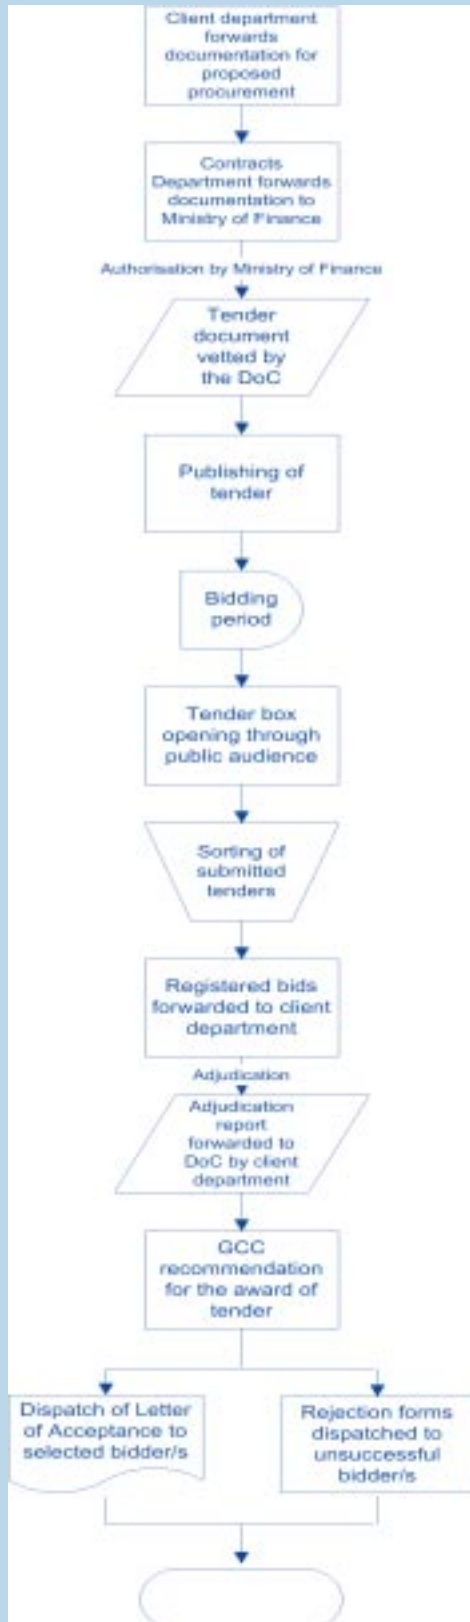 Client department
forwards
documentation for
proposed
procurement
Contracts
Department forwards
documentation to
Ministry of Finance
Authorisation by Ministry of Finance
Tender
document
vetted by
the DoC
Publishing of
tender
Bidding
period
Tender box
opening through
public audience
Sorting of
submitted
tenders
Registered bids
forwarded to client
department
Adjudication
Adjudication
report
forwarded to
DoC by client
department
GCC
recommendation
for the award of
tender
Dispatch of Letter
of Acceptance to
selected bidder/s
Rejection forms
dispatched to
unsuccessful
bidder/s